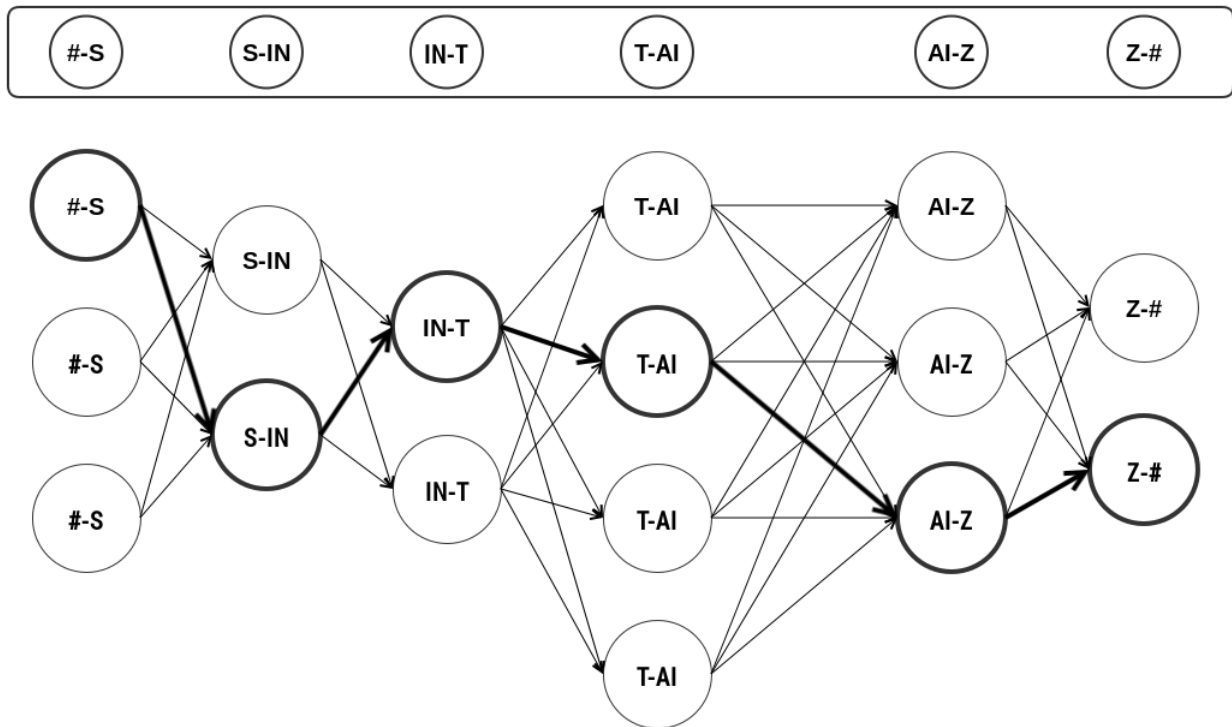 #-S S-IN IN-T T-AI AI-Z Z-#
#-S T-AI AI-Z
S-IN
Z-#
IN-T
#-S T-AI AI-Z
S-IN
Z-#
IN-T
#-S T-AI AI-Z
T-AI